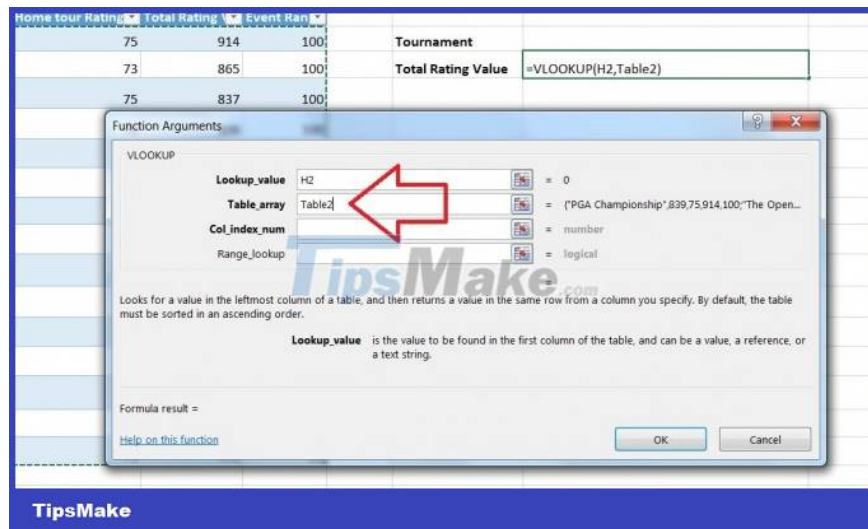 Home tour Rating Total Rating V Event Ran
75 914 100 Tournament
73 865 100 Total Rating Value =VLOOKUP(H2,Table2)
75 837 100
Function Arguments
VLOOKUP
Lookup_value H2 = 0
Table_array Table2 = {"PGA Championship",839,75,914,100;"The Open...
Col_index_num = number
Range_lookup = logical
=
TipsMake.com
Looks for a value in the leftmost column of a table, and then returns a value in the same row from a column you specify. By default, the table
must be sorted in an ascending order.
Lookup_value is the value to be found in the first column of the table, and can be a value, a reference, or
a text string.
Formula result =
Help on this function OK Cancel
TipsMake